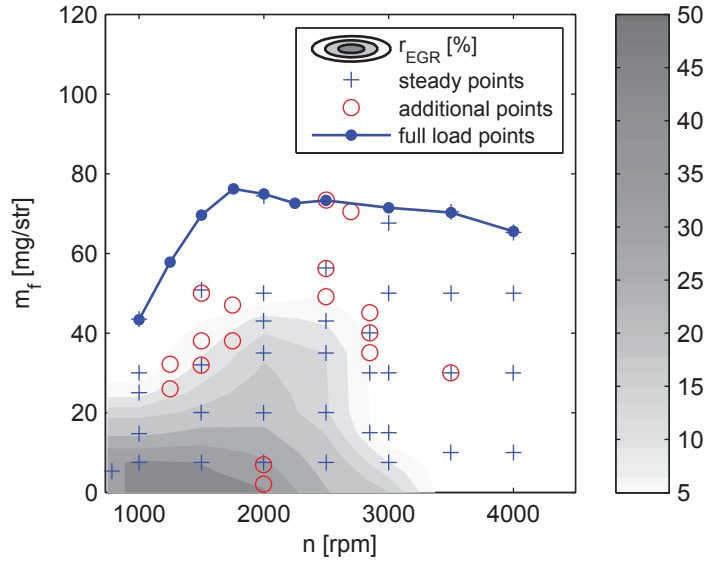 120
100
80
60
40
20
0
m_f [mg/str]
1000 2000 3000 4000
n [rpm]
r_EGR [%]
steady points
additional points
full load points
50
45
40
35
30
25
20
15
10
5